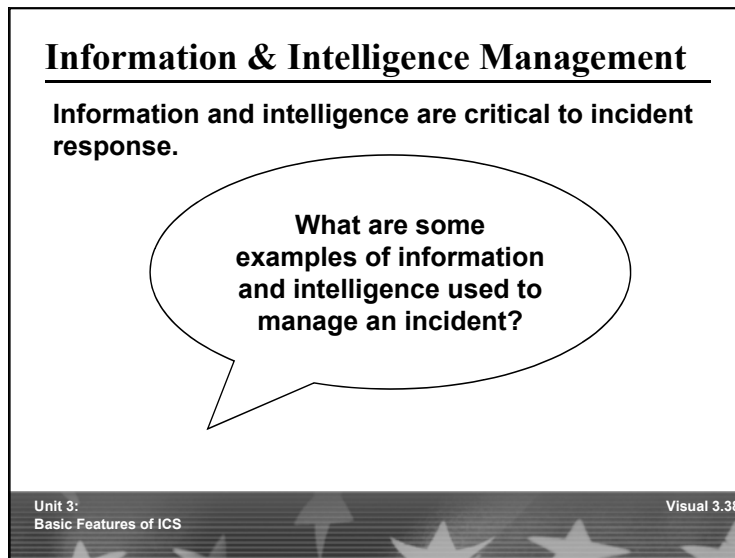 Information & Intelligence Management
Information and intelligence are critical to incident
response.
What are some
examples of information
and intelligence used to
manage an incident?
Unit 3:
Basic Features of ICS
Visual 3.38